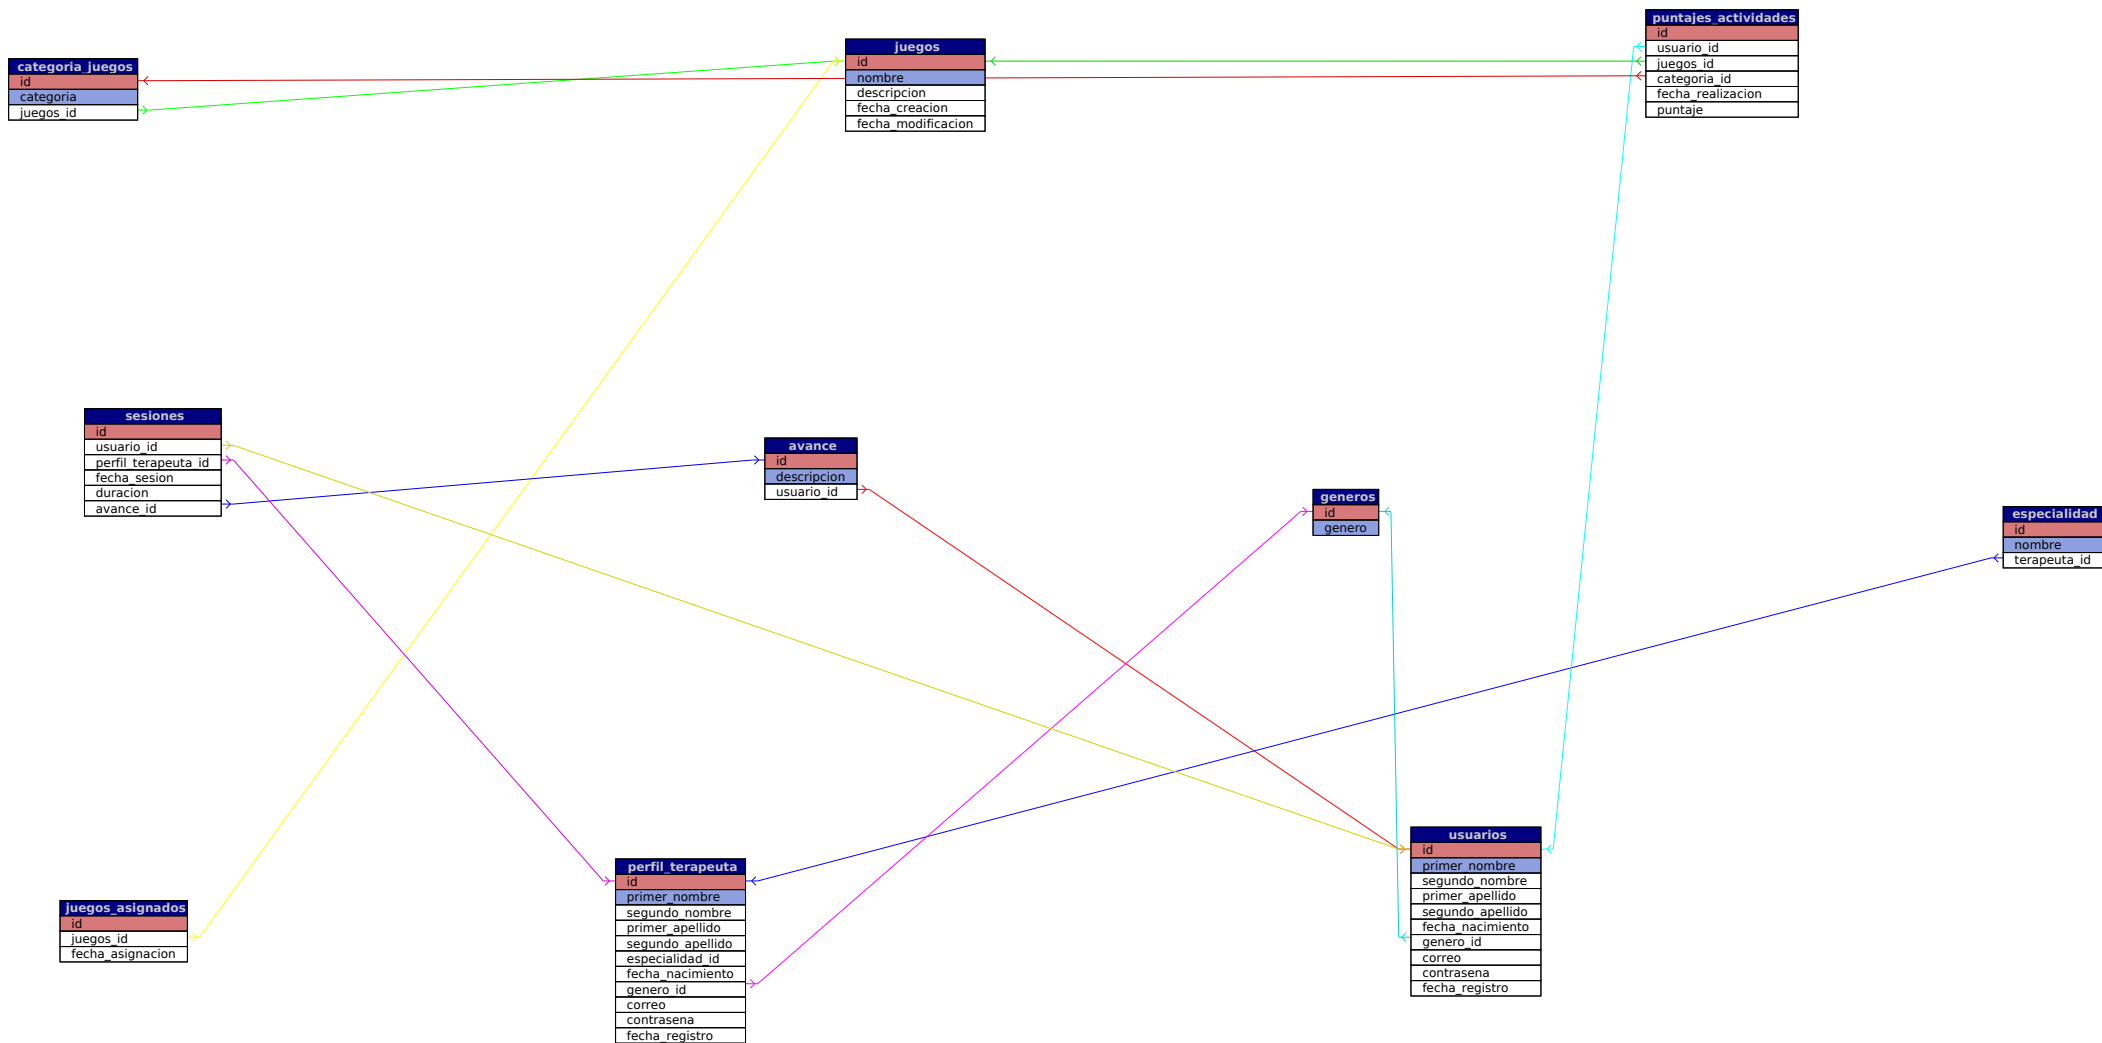 puntajes_actividades
id
usuario_id
juegos_id
categoria_id
fecha_realizacion
puntaje
juegos
id
nombre
descripcion
fecha_creacion
fecha_modificacion
categoria_juegos
id
categoria
juegos_id
sesiones
id
usuario_id
perfil_terapeuta_id
fecha_sesion
duracion
avance_id
avance
id
descripcion
usuario_id
generos
id
genero
especialidad
id
nombre
terapeuta_id
usuarios
id
primer_nombre
segundo_nombre
primer_apellido
segundo_apellido
fecha_nacimiento
genero_id
correo
contrasena
fecha_registro
perfil_terapeuta
id
primer_nombre
segundo_nombre
primer_apellido
segundo_apellido
especialidad_id
fecha_nacimiento
genero_id
correo
contrasena
fecha_registro
juegos_asignados
id
juegos_id
fecha_asignacion